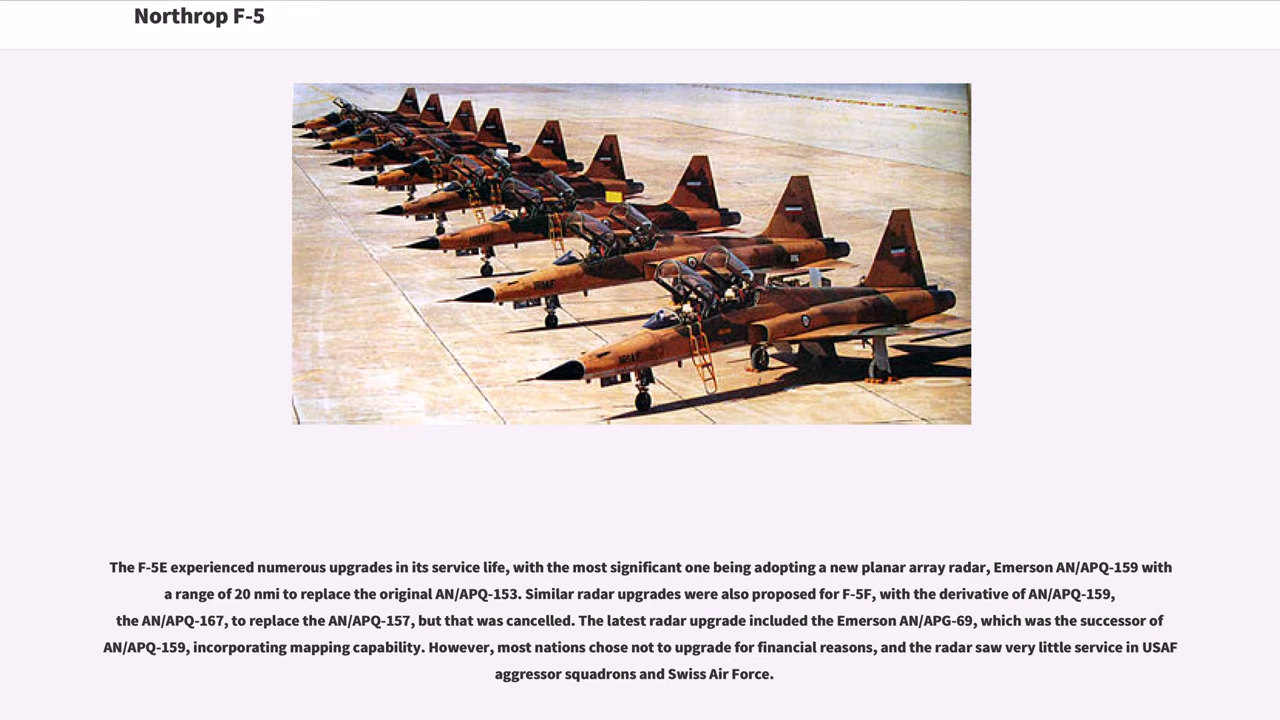 Northrop F-5
IRIAF
IRIAF
The F-5E experienced numerous upgrades in its service life, with the most significant one being adopting a new planar array radar, Emerson AN/APQ-159 with
a range of 20 nmi to replace the original AN/APQ-153. Similar radar upgrades were also proposed for F-5F, with the derivative of AN/APQ-159,
the AN/APQ-167, to replace the AN/APQ-157, but that was cancelled. The latest radar upgrade included the Emerson AN/APG-69, which was the successor of
AN/APQ-159, incorporating mapping capability. However, most nations chose not to upgrade for financial reasons, and the radar saw very little service in USAF
aggressor squadrons and Swiss Air Force.